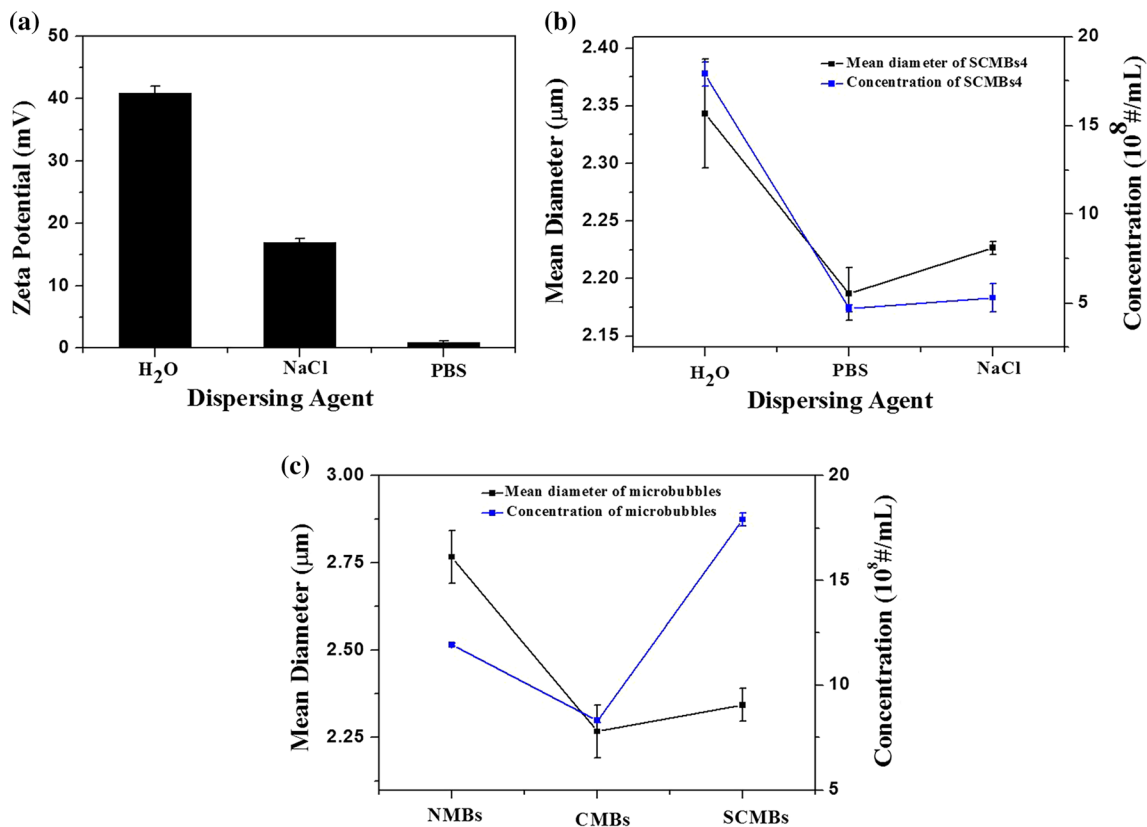 (a)
50
40
30
20
10
0
Zeta Potential (mV)
H2O NaCl PBS
Dispersing Agent
(b)
2.40
2.35
2.30
2.25
2.20
2.15
Mean Diameter (μm)
Mean diameter of SCMBs4
Concentration of SCMBs4
20
15
10
5
Concentration (10^8#/mL)
H2O PBS NaCl
Dispersing Agent
(c)
3.00
2.75
2.50
2.25
Mean Diameter (μm)
Mean diameter of microbubbles
Concentration of microbubbles
20
15
10
5
Concentration (10^8#/mL)
NMBs CMBs SCMBs